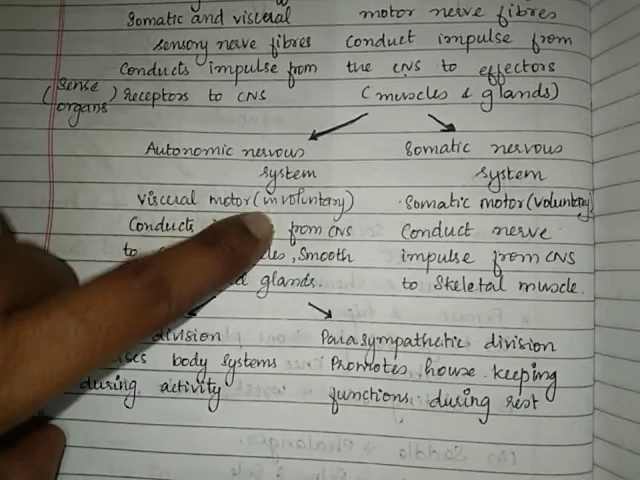 Somatic and visceral
sensory nerve fibres
Conducts impulse from
(sense organs) receptors to CNS
motor nerve fibres
Conduct impulse from
the CNS to effectors
(muscles & glands)
Autonomic nervous
system
Visceral motor (involuntary)
Conducts from CNS
to , Smooth
glands.
Somatic nervous
system
Somatic motor (voluntary)
Conduct nerve
impulse from CNS
to Skeletal muscle.
division
body systems
during activity
Parasympathetic division
Promotes house keeping
functions during rest